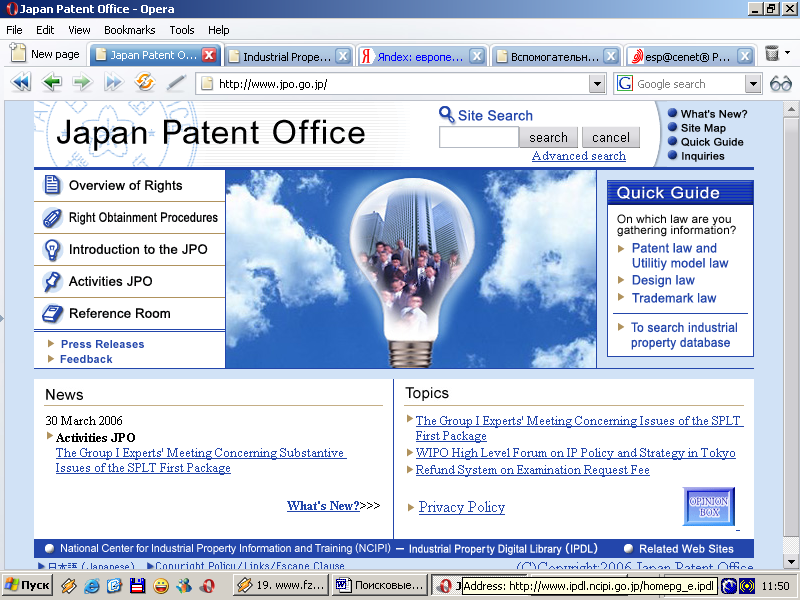 Japan Patent Office - Opera
File Edit View Bookmarks Tools Help
New page
Japan Patent O...
Industrial Prope...
Яndex: европе...
Вспомогательн...
esp@cenet® P...
http://www.jpo.go.jp/
Google search
Japan Patent Office
Site Search
search
cancel
Advanced search
What's New?
Site Map
Quick Guide
Inquiries
Overview of Rights
Right Obtainment Procedures
Introduction to the JPO
Activities JPO
Reference Room
Press Releases
Feedback
Quick Guide
On which law are you
gathering information?
Patent law and
Utilitiy model law
Design law
Trademark law
To search industrial
property database
News
30 March 2006
Activities JPO
The Group I Experts' Meeting Concerning Substantive
Issues of the SPLT First Package
What's New?>>>
Topics
The Group I Experts' Meeting Concerning Issues of the SPLT
First Package
WIPO High Level Forum on IP Policy and Strategy in Tokyo
Refund System on Examination Request Fee
Privacy Policy
OPINION
BOX
National Center for Industrial Property Information and Training (NCIPI) — Industrial Property Digital Library (IPDL)
Related Web Sites
日本語 (Japanese)
Copyright Policy/Links/Escape Clause
(C)Copyright:2006 Japan Patent Office
Пуск
19. www.fz...
Поисковые...
Address: http://www.ipdl.ncipi.go.jp/homepg_e.ipdl
11:50